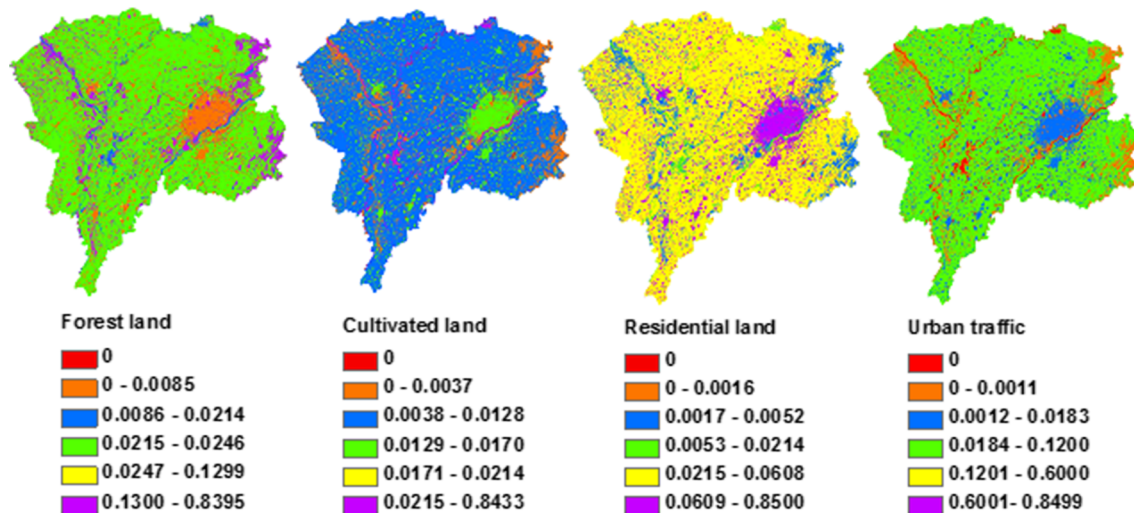 Forest land
0
0 - 0.0085
0.0086 - 0.0214
0.0215 - 0.0246
0.0247 - 0.1299
0.1300 - 0.8395
Cultivated land
0
0 - 0.0037
0.0038 - 0.0128
0.0129 - 0.0170
0.0171 - 0.0214
0.0215 - 0.8433
Residential land
0
0 - 0.0016
0.0017 - 0.0052
0.0053 - 0.0214
0.0215 - 0.0608
0.0609 - 0.8500
Urban traffic
0
0 - 0.0011
0.0012 - 0.0183
0.0184 - 0.1200
0.1201 - 0.6000
0.6001- 0.8499